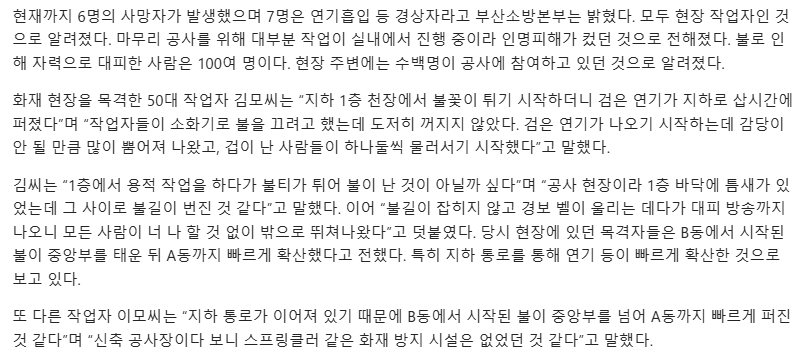 현재까지 6명의 사망자가 발생했으며 7명은 연기흡입 등 경상자라고 부산소방본부는 밝혔다. 모두 현장 작업자인 것
으로 알려졌다. 마무리 공사를 위해 대부분 작업이 실내에서 진행 중이라 인명피해가 컸던 것으로 전해졌다. 불로 인
해 자력으로 대피한 사람은 100여 명이다. 현장 주변에는 수백명이 공사에 참여하고 있던 것으로 알려졌다.
화재 현장을 목격한 50대 작업자 김모씨는 “지하 1층 천장에서 불꽃이 튀기 시작하더니 검은 연기가 지하로 삽시간에
퍼졌다”며 “작업자들이 소화기로 불을 끄려고 했는데 도저히 꺼지지 않았다. 검은 연기가 나오기 시작하는데 감당이
안 될 만큼 많이 뿜어져 나왔고, 겁이 난 사람들이 하나둘씩 물러서기 시작했다”고 말했다.
김씨는 “1층에서 용적 작업을 하다가 불티가 튀어 불이 난 것이 아닐까 싶다”며 “공사 현장이라 1층 바닥에 틈새가 있
었는데 그 사이로 불길이 번진 것 같다”고 말했다. 이어 “불길이 잡히지 않고 경보 벨이 울리는 데다가 대피 방송까지
나오니 모든 사람이 너 나 할 것 없이 밖으로 뛰쳐나왔다”고 덧붙였다. 당시 현장에 있던 목격자들은 B동에서 시작된
불이 중앙부를 태운 뒤 A동까지 빠르게 확산했다고 전했다. 특히 지하 통로를 통해 연기 등이 빠르게 확산한 것으로
보고 있다.
또 다른 작업자 이모씨는 “지하 통로가 이어져 있기 때문에 B동에서 시작된 불이 중앙부를 넘어 A동까지 빠르게 퍼진
것 같다”며 “신축 공사장이다 보니 스프링클러 같은 화재 방지 시설은 없었던 것 같다”고 말했다.